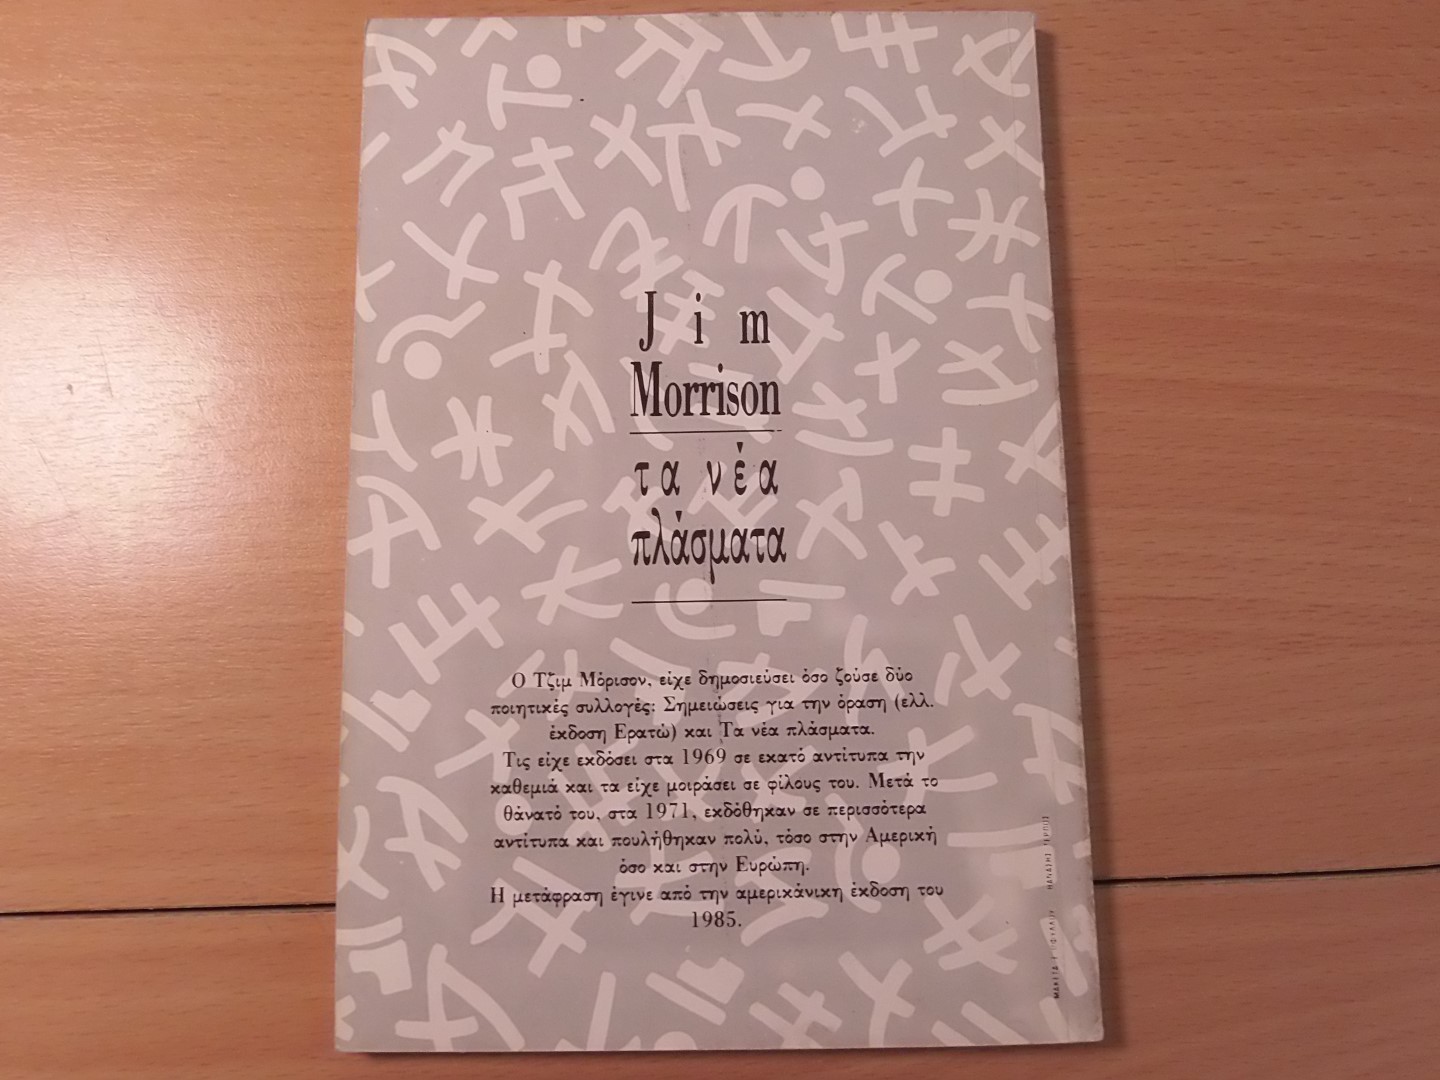 Jim
Morrison
τα νέα
πλάσματα
Ο Τζιμ Μόρισον, είχε δημοσιεύσει όσο ζούσε δύο
ποιητικές συλλογές: Σημειώσεις για την όραση (ελλ.
έκδοση Ερατώ) και Τα νέα πλάσματα.
Τις είχε εκδόσει στα 1969 σε εκατό αντίτυπα την
καθεμιά και τα είχε μοιράσει σε φίλους του. Μετά το
θάνατό του, στα 1971, εκδόθηκαν σε περισσότερα
αντίτυπα και πουλήθηκαν πολύ, τόσο στην Αμερική
όσο και στην Ευρώπη.
Η μετάφραση έγινε από την αμερικάνικη έκδοση του
1985.
ΜΑΚΕΤΑ ΘΑΝΑΣΗΣ